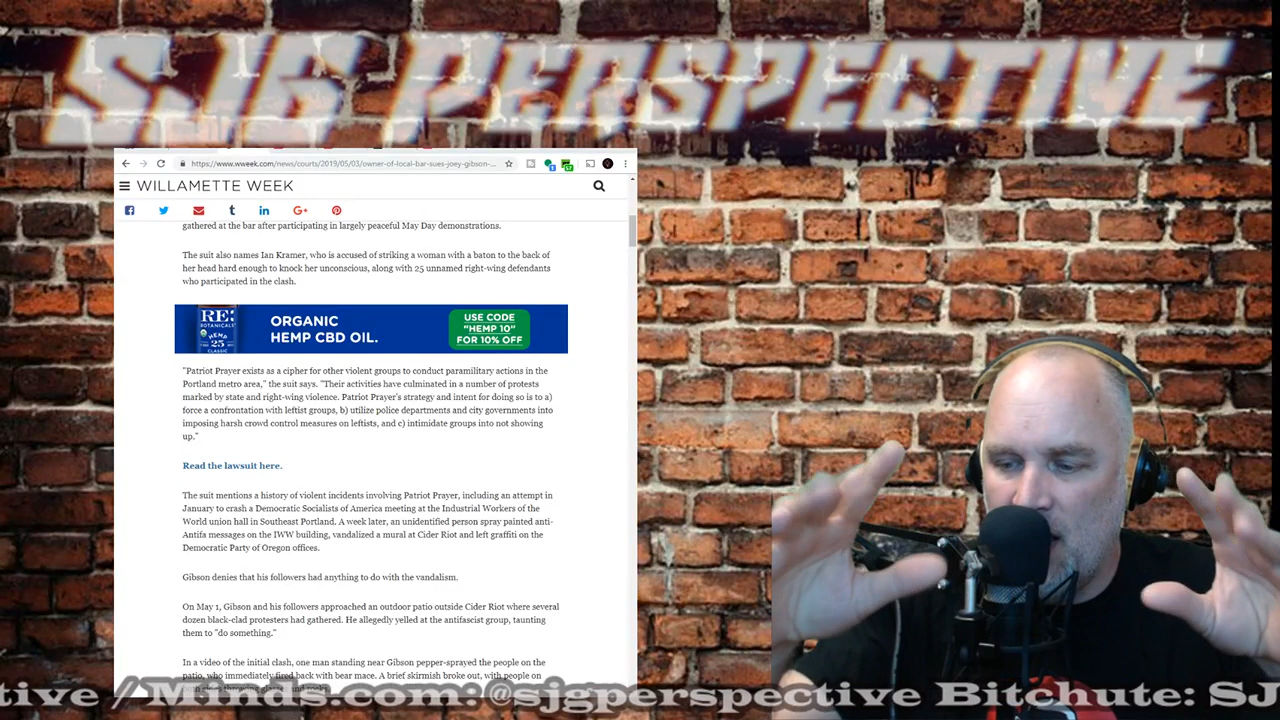 SJG PERSPECTIVE
https://www.wweek.com/news/courts/2019/05/03/owner-of-local-bar-sues-joey-gibson-...
WILLAMETTE WEEK
gathered at the bar after participating in largely peaceful May Day demonstrations.
The suit also names Ian Kramer, who is accused of striking a woman with a baton to the back of
her head hard enough to knock her unconscious, along with 25 unnamed right-wing defendants
who participated in the clash.
RE:
BOTANICALS
HEMP
25
CLASSIC
ORGANIC
HEMP CBD OIL.
USE CODE
"HEMP 10"
FOR 10% OFF
"Patriot Prayer exists as a cipher for other violent groups to conduct paramilitary actions in the
Portland metro area," the suit says. "Their activities have culminated in a number of protests
marked by state and right-wing violence. Patriot Prayer's strategy and intent for doing so is to a)
force a confrontation with leftist groups, b) utilize police departments and city governments into
imposing harsh crowd control measures on leftists, and c) intimidate groups into not showing
up."
Read the lawsuit here.
The suit mentions a history of violent incidents involving Patriot Prayer, including an attempt in
January to crash a Democratic Socialists of America meeting at the Industrial Workers of the
World union hall in Southeast Portland. A week later, an unidentified person spray painted anti-
Antifa messages on the IWW building, vandalized a mural at Cider Riot and left graffiti on the
Democratic Party of Oregon offices.
Gibson denies that his followers had anything to do with the vandalism.
On May 1, Gibson and his followers approached an outdoor patio outside Cider Riot where several
dozen black-clad protesters had gathered. He allegedly yelled at the antifascist group, taunting
them to "do something."
In a video of the initial clash, one man standing near Gibson pepper-sprayed the people on the
patio, who immediately fired back with bear mace. A brief skirmish broke out, with people on
tive / Minds.com: @sjgperspective Bitchute: SJ